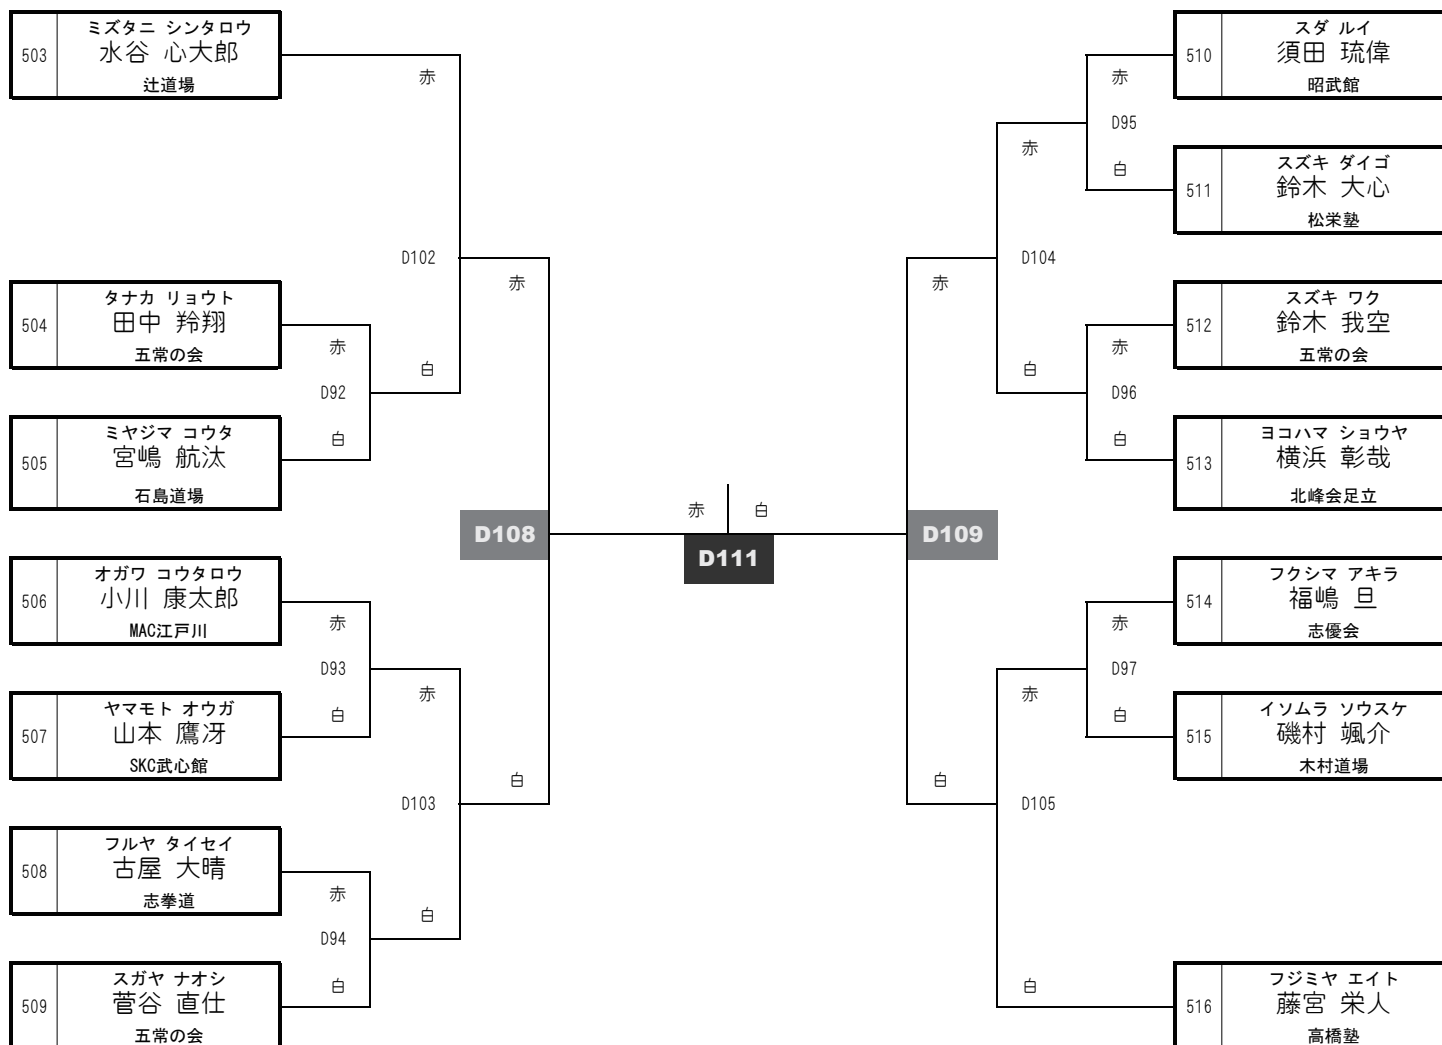 503
ミズタニ シンタロウ
水谷 心大郎
辻道場
赤
D102
白
504
タナカ リョウト
田中 羚翔
五常の会
赤
D92
白
505
ミヤジマ コウタ
宮嶋 航汰
石島道場
赤
D108
白
506
オガワ コウタロウ
小川 康太郎
MAC江戸川
赤
D93
白
507
ヤマモト オウガ
山本 鷹冴
SKC武心館
赤
D103
白
508
フルヤ タイセイ
古屋 大晴
志拳道
赤
D94
白
509
スガヤ ナオシ
菅谷 直仕
五常の会
赤
白
D111
510
スダ ルイ
須田 琉偉
昭武館
赤
D95
白
511
スズキ ダイゴ
鈴木 大心
松栄塾
赤
D104
白
512
スズキ ワク
鈴木 我空
五常の会
赤
D96
白
513
ヨコハマ ショウヤ
横浜 彰哉
北峰会足立
赤
D109
白
514
フクシマ アキラ
福嶋 旦
志優会
赤
D97
白
515
イソムラ ソウスケ
磯村 颯介
木村道場
赤
D105
白
516
フジミヤ エイト
藤宮 栄人
高橋塾